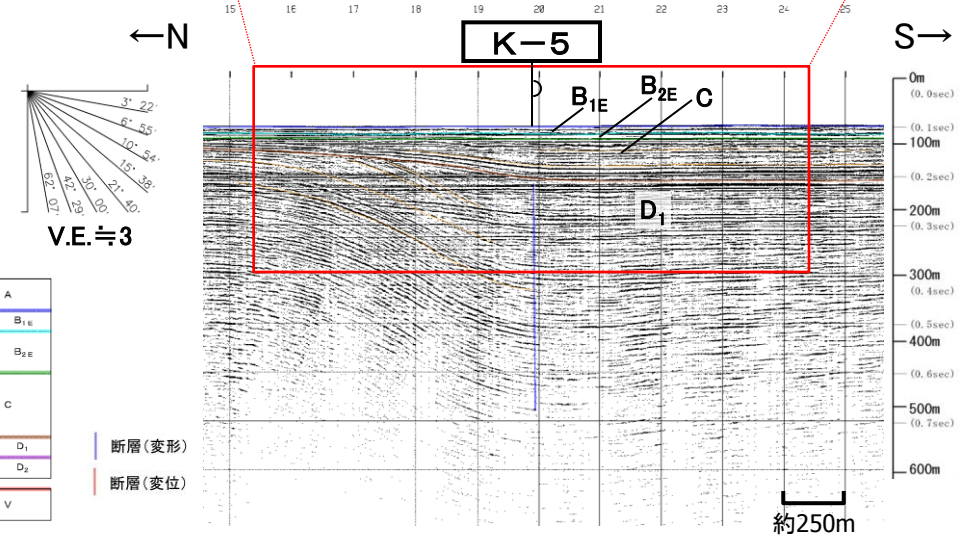 15 16 17 18 19 20 21 22 23 24 25
←N
K－5
S→
B1E
B2E
C
D1
0m
(0.0sec)
(0.1sec)
100m
(0.2sec)
200m
(0.3sec)
300m
(0.4sec)
(0.5sec)
400m
(0.6sec)
500m
(0.7sec)
600m
3° 22'
6° 55'
10° 54'
15° 38'
21° 40'
30° 00'
42° 29'
62° 07'
V.E.≒3
A
B1E
B2E
C
D1
D2
V
断層(変形)
断層(変位)
約250m